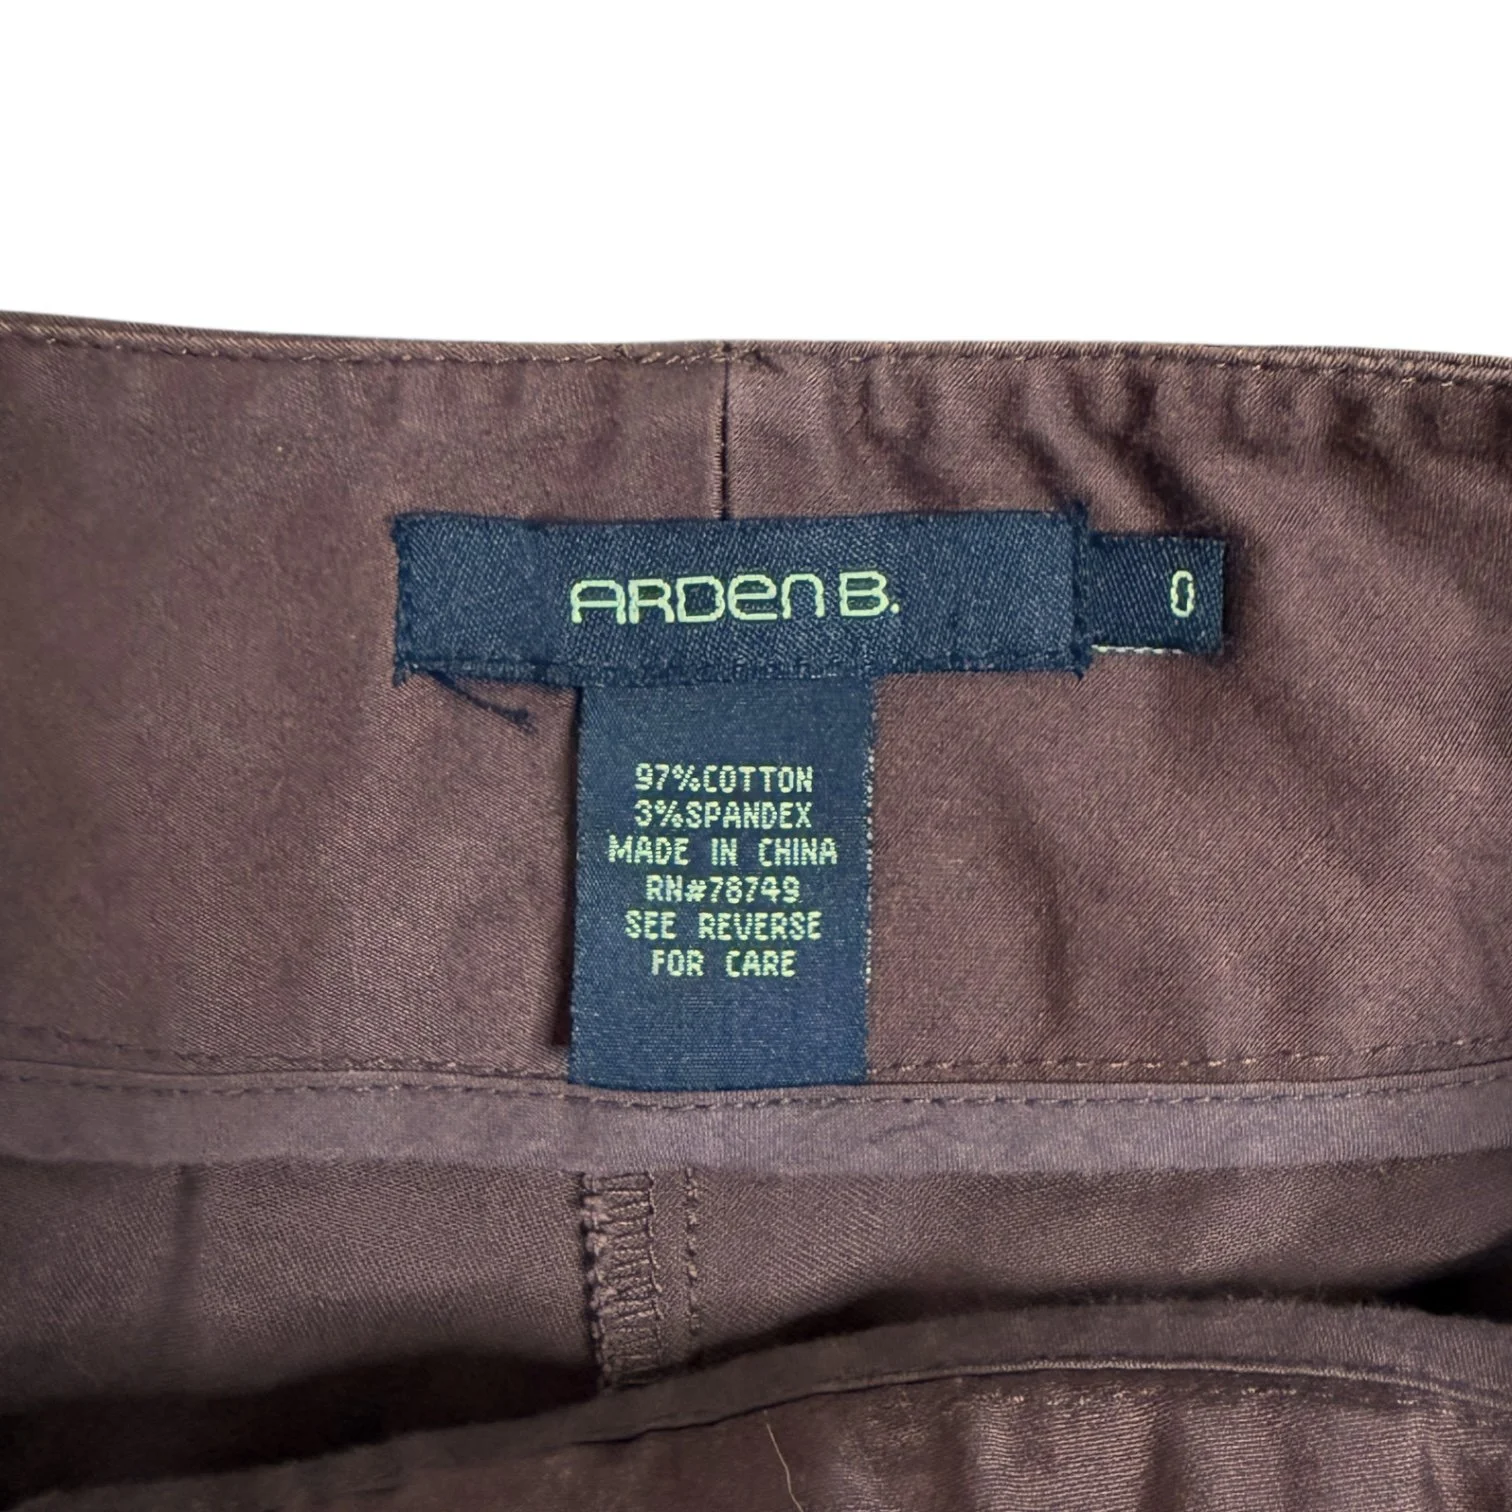 ARDEN B.
0
97%COTTON
3%SPANDEX
MADE IN CHINA
RN#78749
SEE REVERSE
FOR CARE